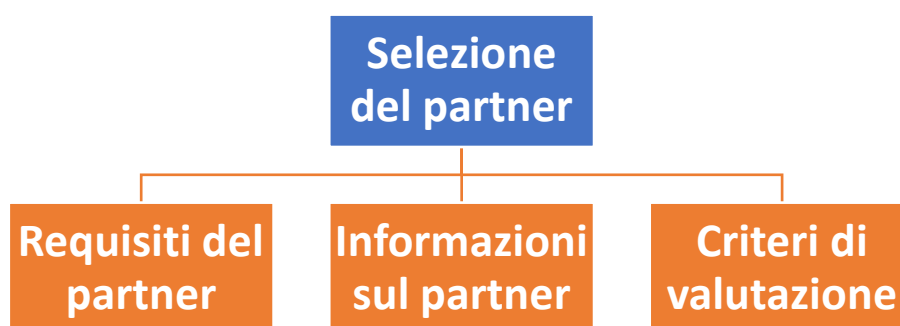 Selezione
del partner
Requisiti del
partner
Informazioni
sul partner
Criteri di
valutazione